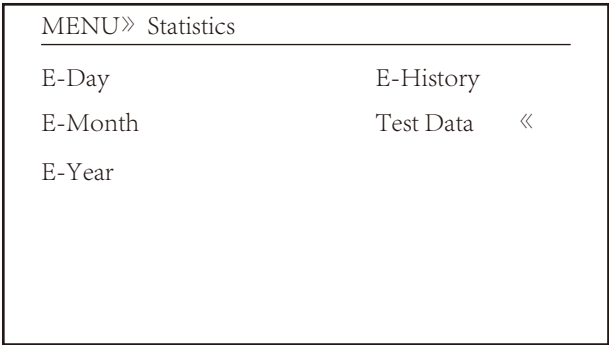 MENU》 Statistics
E-Day E-History
E-Month Test Data 《
E-Year